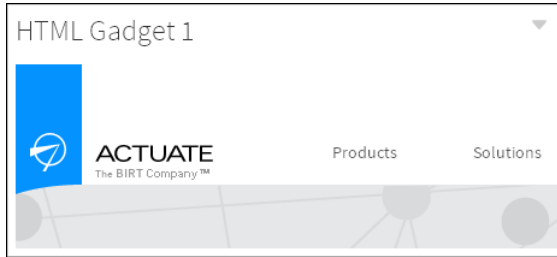 HTML Gadget 1
ACTUATE Products Solutions
The BIRT Company™